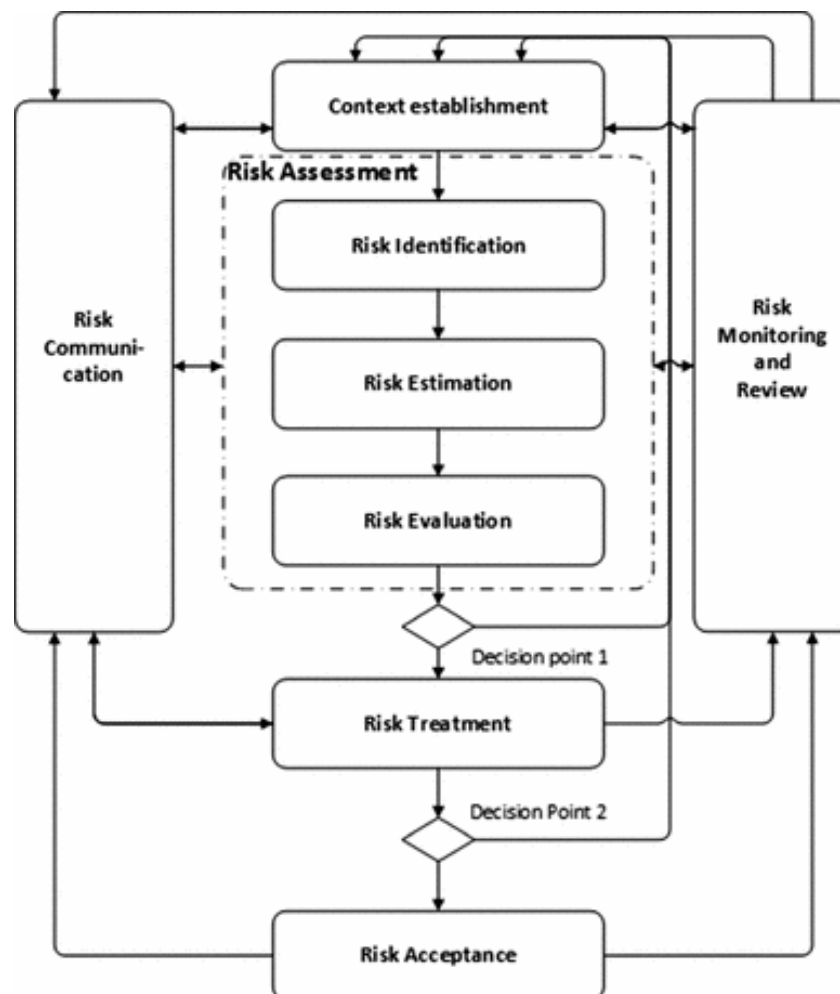 Context establishment
Risk Assessment
Risk Identification
Risk
Communi-
cation
Risk Estimation
Risk
Monitoring
and
Review
Risk Evaluation
Decision point 1
Risk Treatment
Decision Point 2
Risk Acceptance